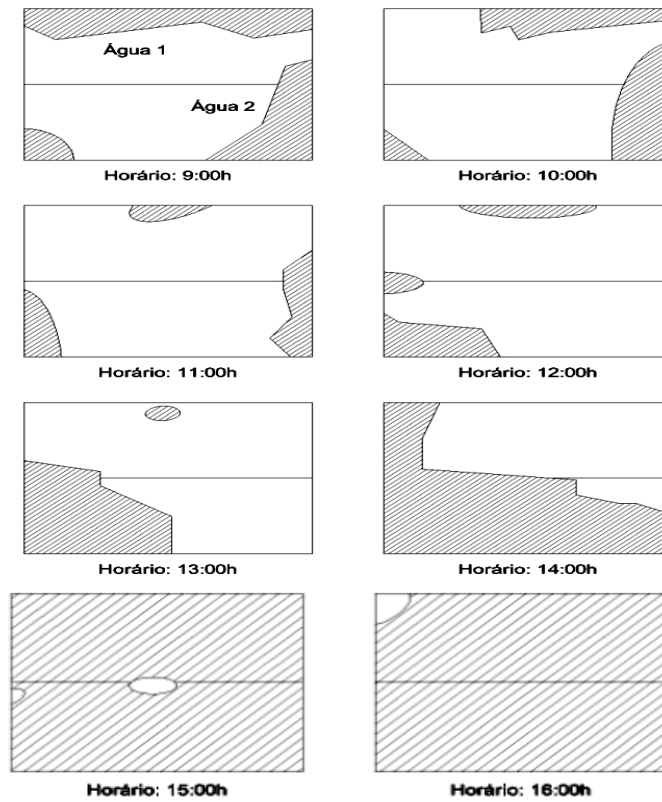 Água 1
Água 2
Horário: 9:00h
Horário: 10:00h
Horário: 11:00h
Horário: 12:00h
Horário: 13:00h
Horário: 14:00h
Horário: 15:00h
Horário: 16:00h